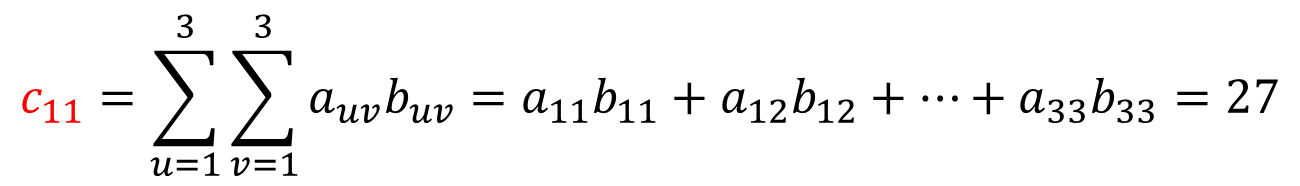 c₁₁ = ∑_{u=1}^{3} ∑_{v=1}^{3} a_{uv}b_{uv} = a₁₁b₁₁ + a₁₂b₁₂ + ⋯ + a₃₃b₃₃ = 27